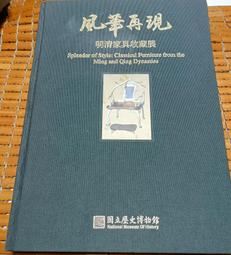 風華再現
明清家具收藏展
Splendor of Style: Classical Furniture from the
Ming and Qing Dynasties
國立歷史博物館
National Museum of History